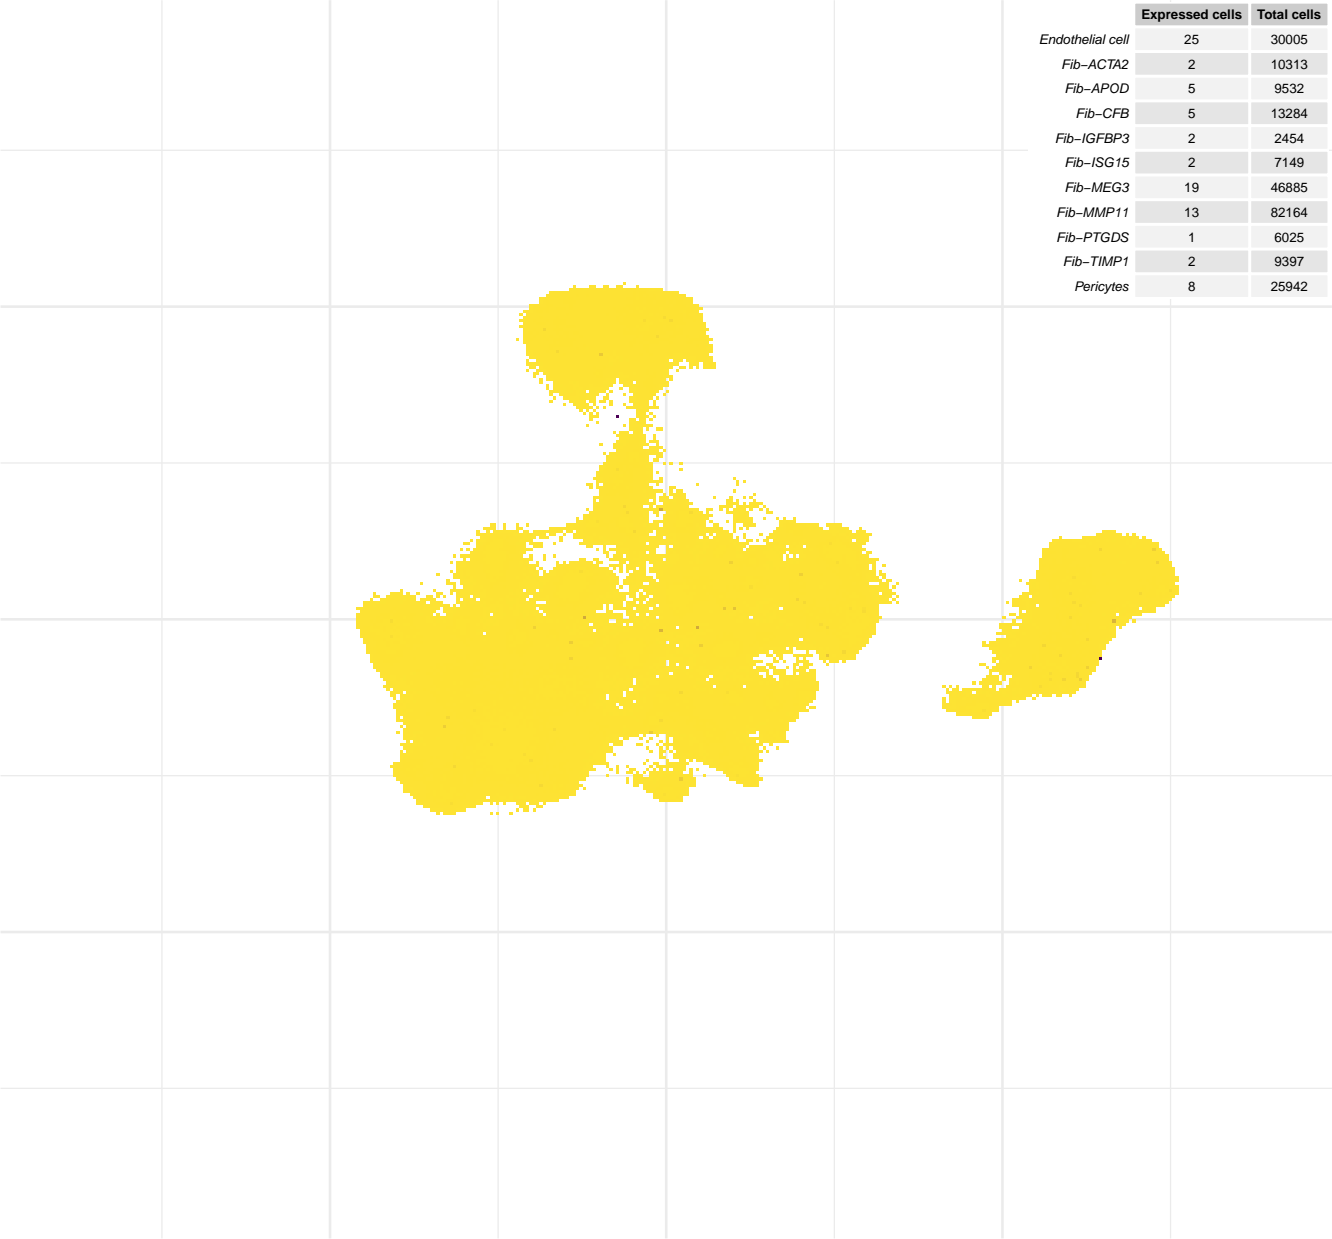 Expressed cells Total cells
Endothelial cell 25 30005
Fib−ACTA2 2 10313
Fib−APOD 5 9532
Fib−CFB 5 13284
Fib−IGFBP3 2 2454
Fib−ISG15 2 7149
Fib−MEG3 19 46885
Fib−MMP11 13 82164
Fib−PTGDS 1 6025
Fib−TIMP1 2 9397
Pericytes 8 25942